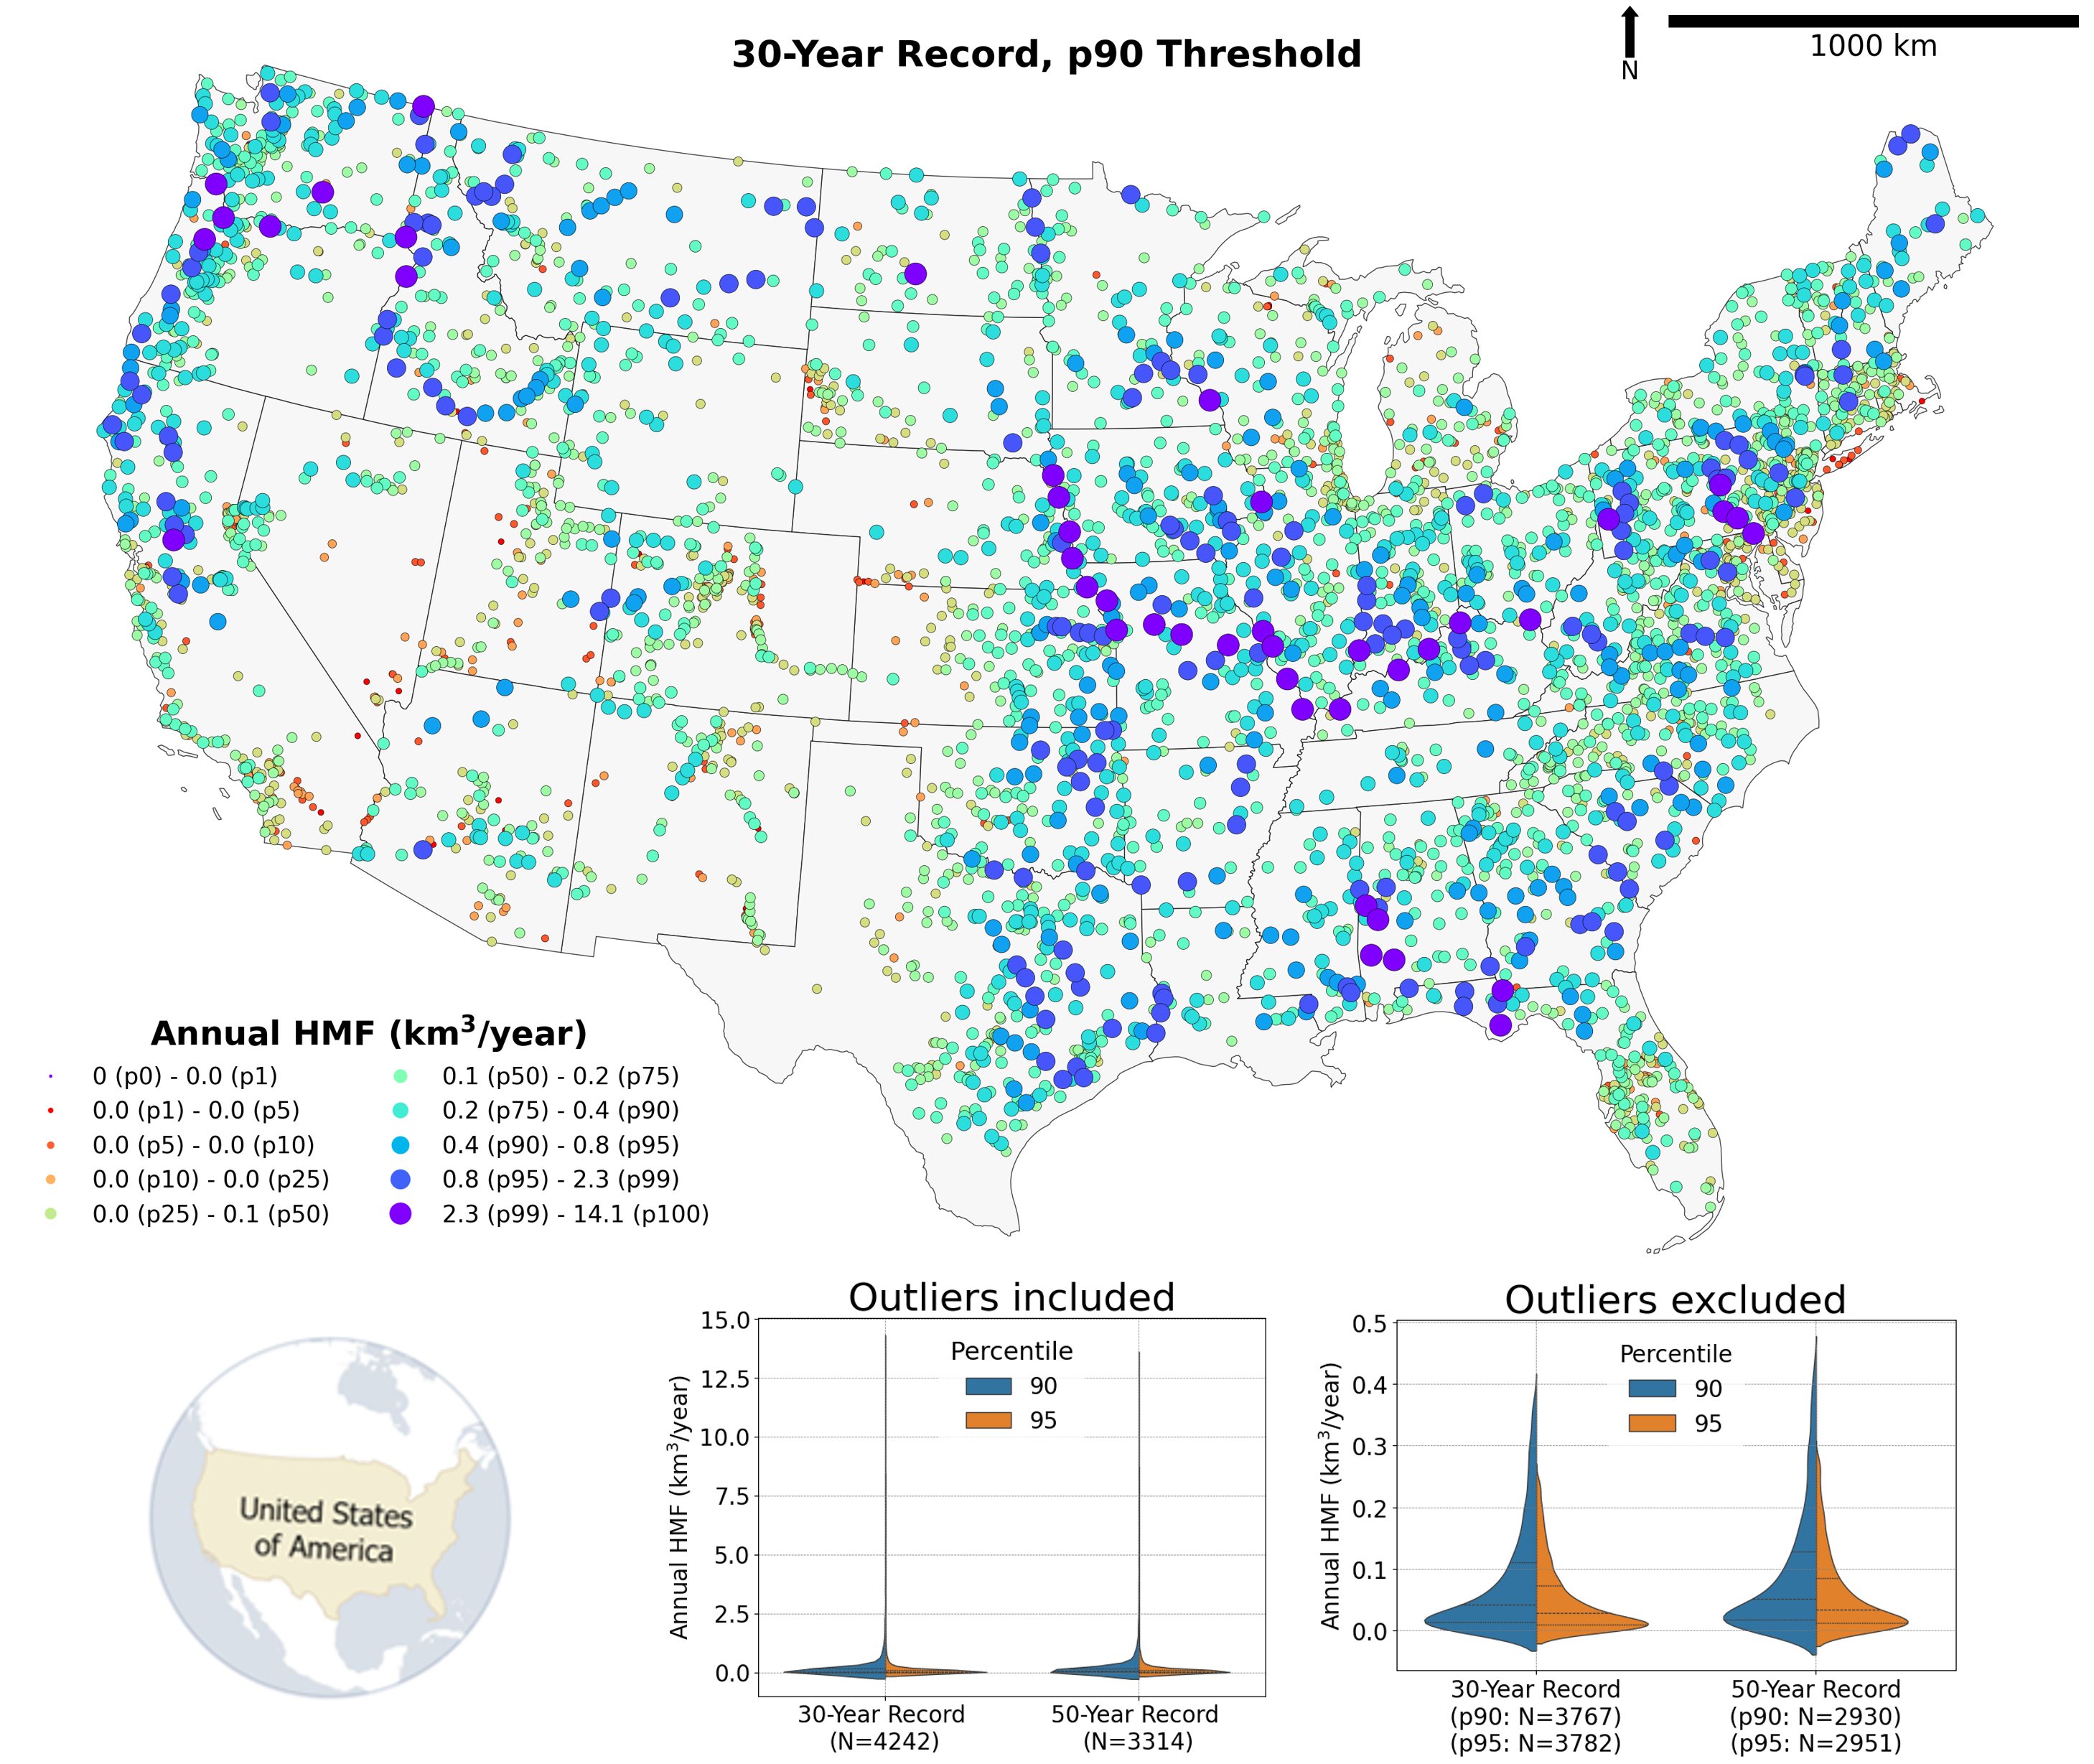 30-Year Record, p90 Threshold
N
1000 km
Annual HMF (km³/year)
0 (p0) - 0.0 (p1)
0.0 (p1) - 0.0 (p5)
0.0 (p5) - 0.0 (p10)
0.0 (p10) - 0.0 (p25)
0.0 (p25) - 0.1 (p50)
0.1 (p50) - 0.2 (p75)
0.2 (p75) - 0.4 (p90)
0.4 (p90) - 0.8 (p95)
0.8 (p95) - 2.3 (p99)
2.3 (p99) - 14.1 (p100)
United States
of America
Outliers included
Annual HMF (km³/year)
15.0
12.5
10.0
7.5
5.0
2.5
0.0
Percentile
90
95
30-Year Record
(N=4242)
50-Year Record
(N=3314)
Outliers excluded
Annual HMF (km³/year)
0.5
0.4
0.3
0.2
0.1
0.0
Percentile
90
95
30-Year Record
(p90: N=3767)
(p95: N=3782)
50-Year Record
(p90: N=2930)
(p95: N=2951)